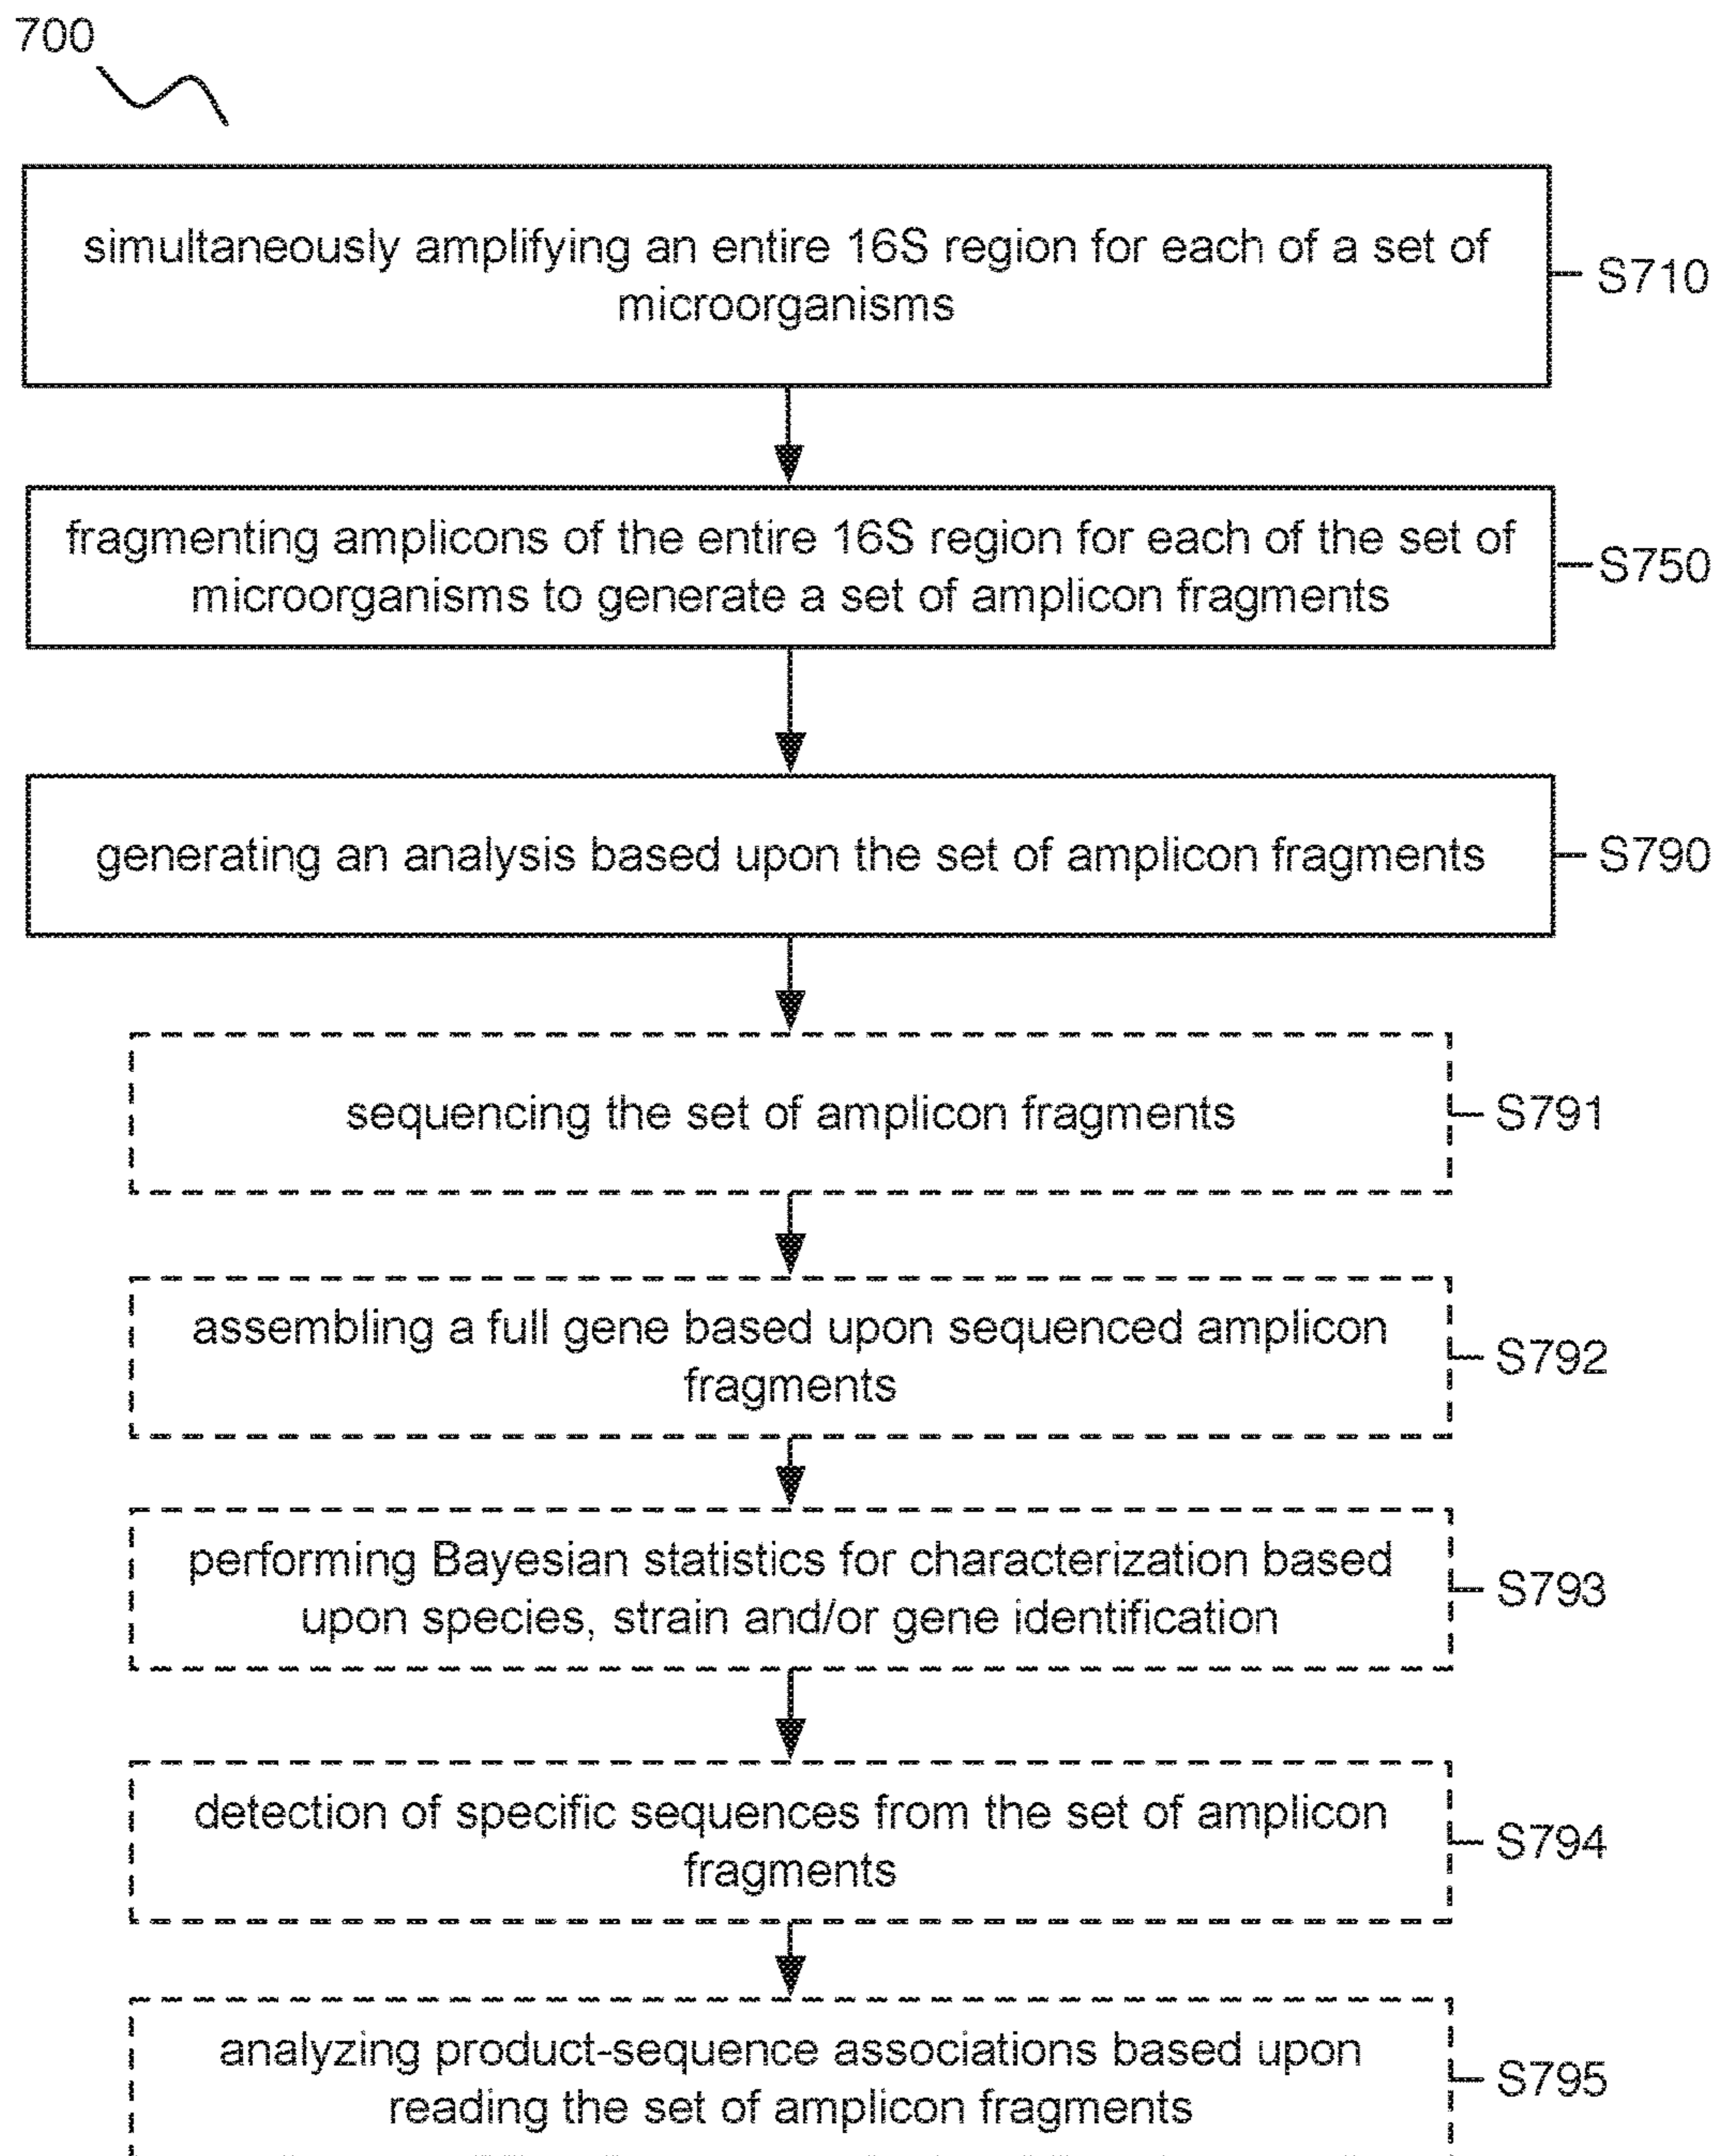 700
simultaneously amplifying an entire 16S region for each of a set of
microorganisms
S710
fragmenting amplicons of the entire 16S region for each of the set of
microorganisms to generate a set of amplicon fragments
S750
generating an analysis based upon the set of amplicon fragments
S790
sequencing the set of amplicon fragments
S791
assembling a full gene based upon sequenced amplicon
fragments
S792
performing Bayesian statistics for characterization based
upon species, strain and/or gene identification
S793
detection of specific sequences from the set of amplicon
fragments
S794
analyzing product-sequence associations based upon
reading the set of amplicon fragments
S795